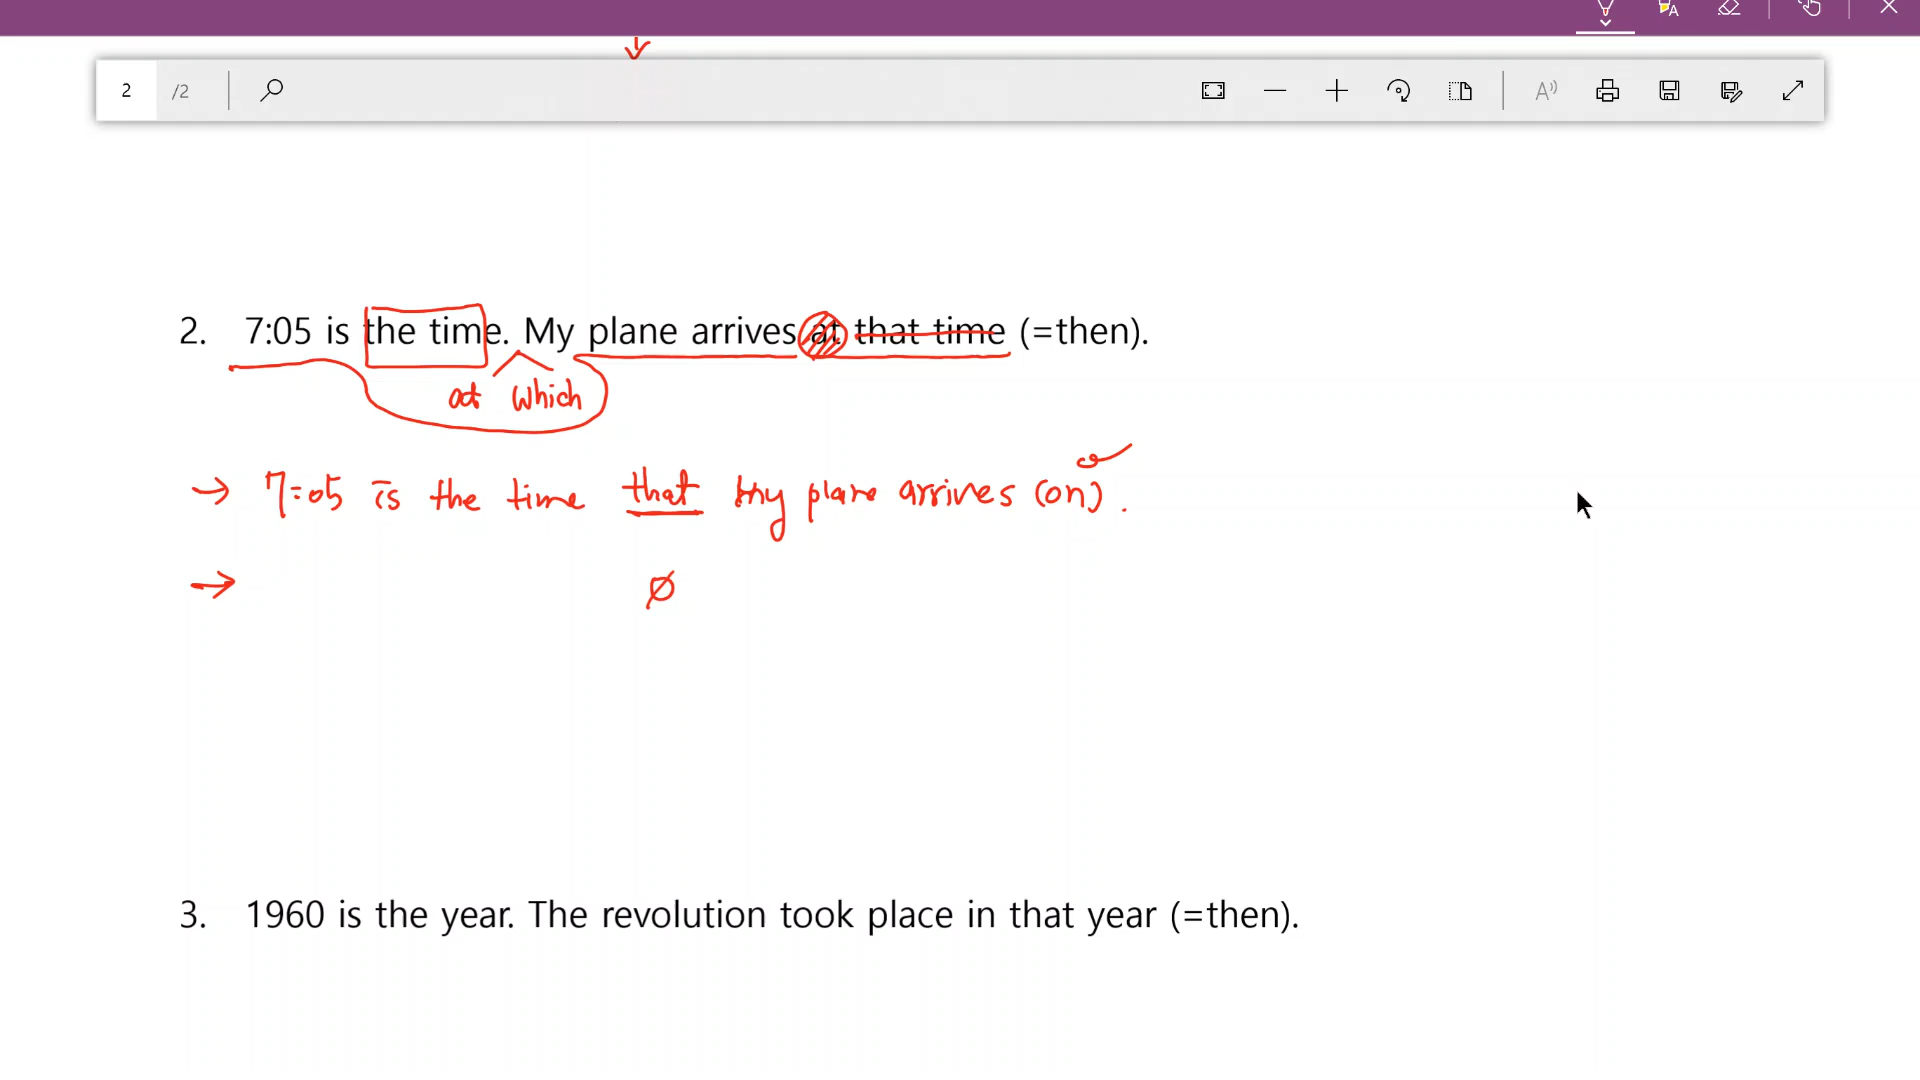 2 /2
2. 7:05 is the time. My plane arrives at that time (=then).
at which
→ 7:05 is the time that my plane arrives (on).
→ ∅
3. 1960 is the year. The revolution took place in that year (=then).